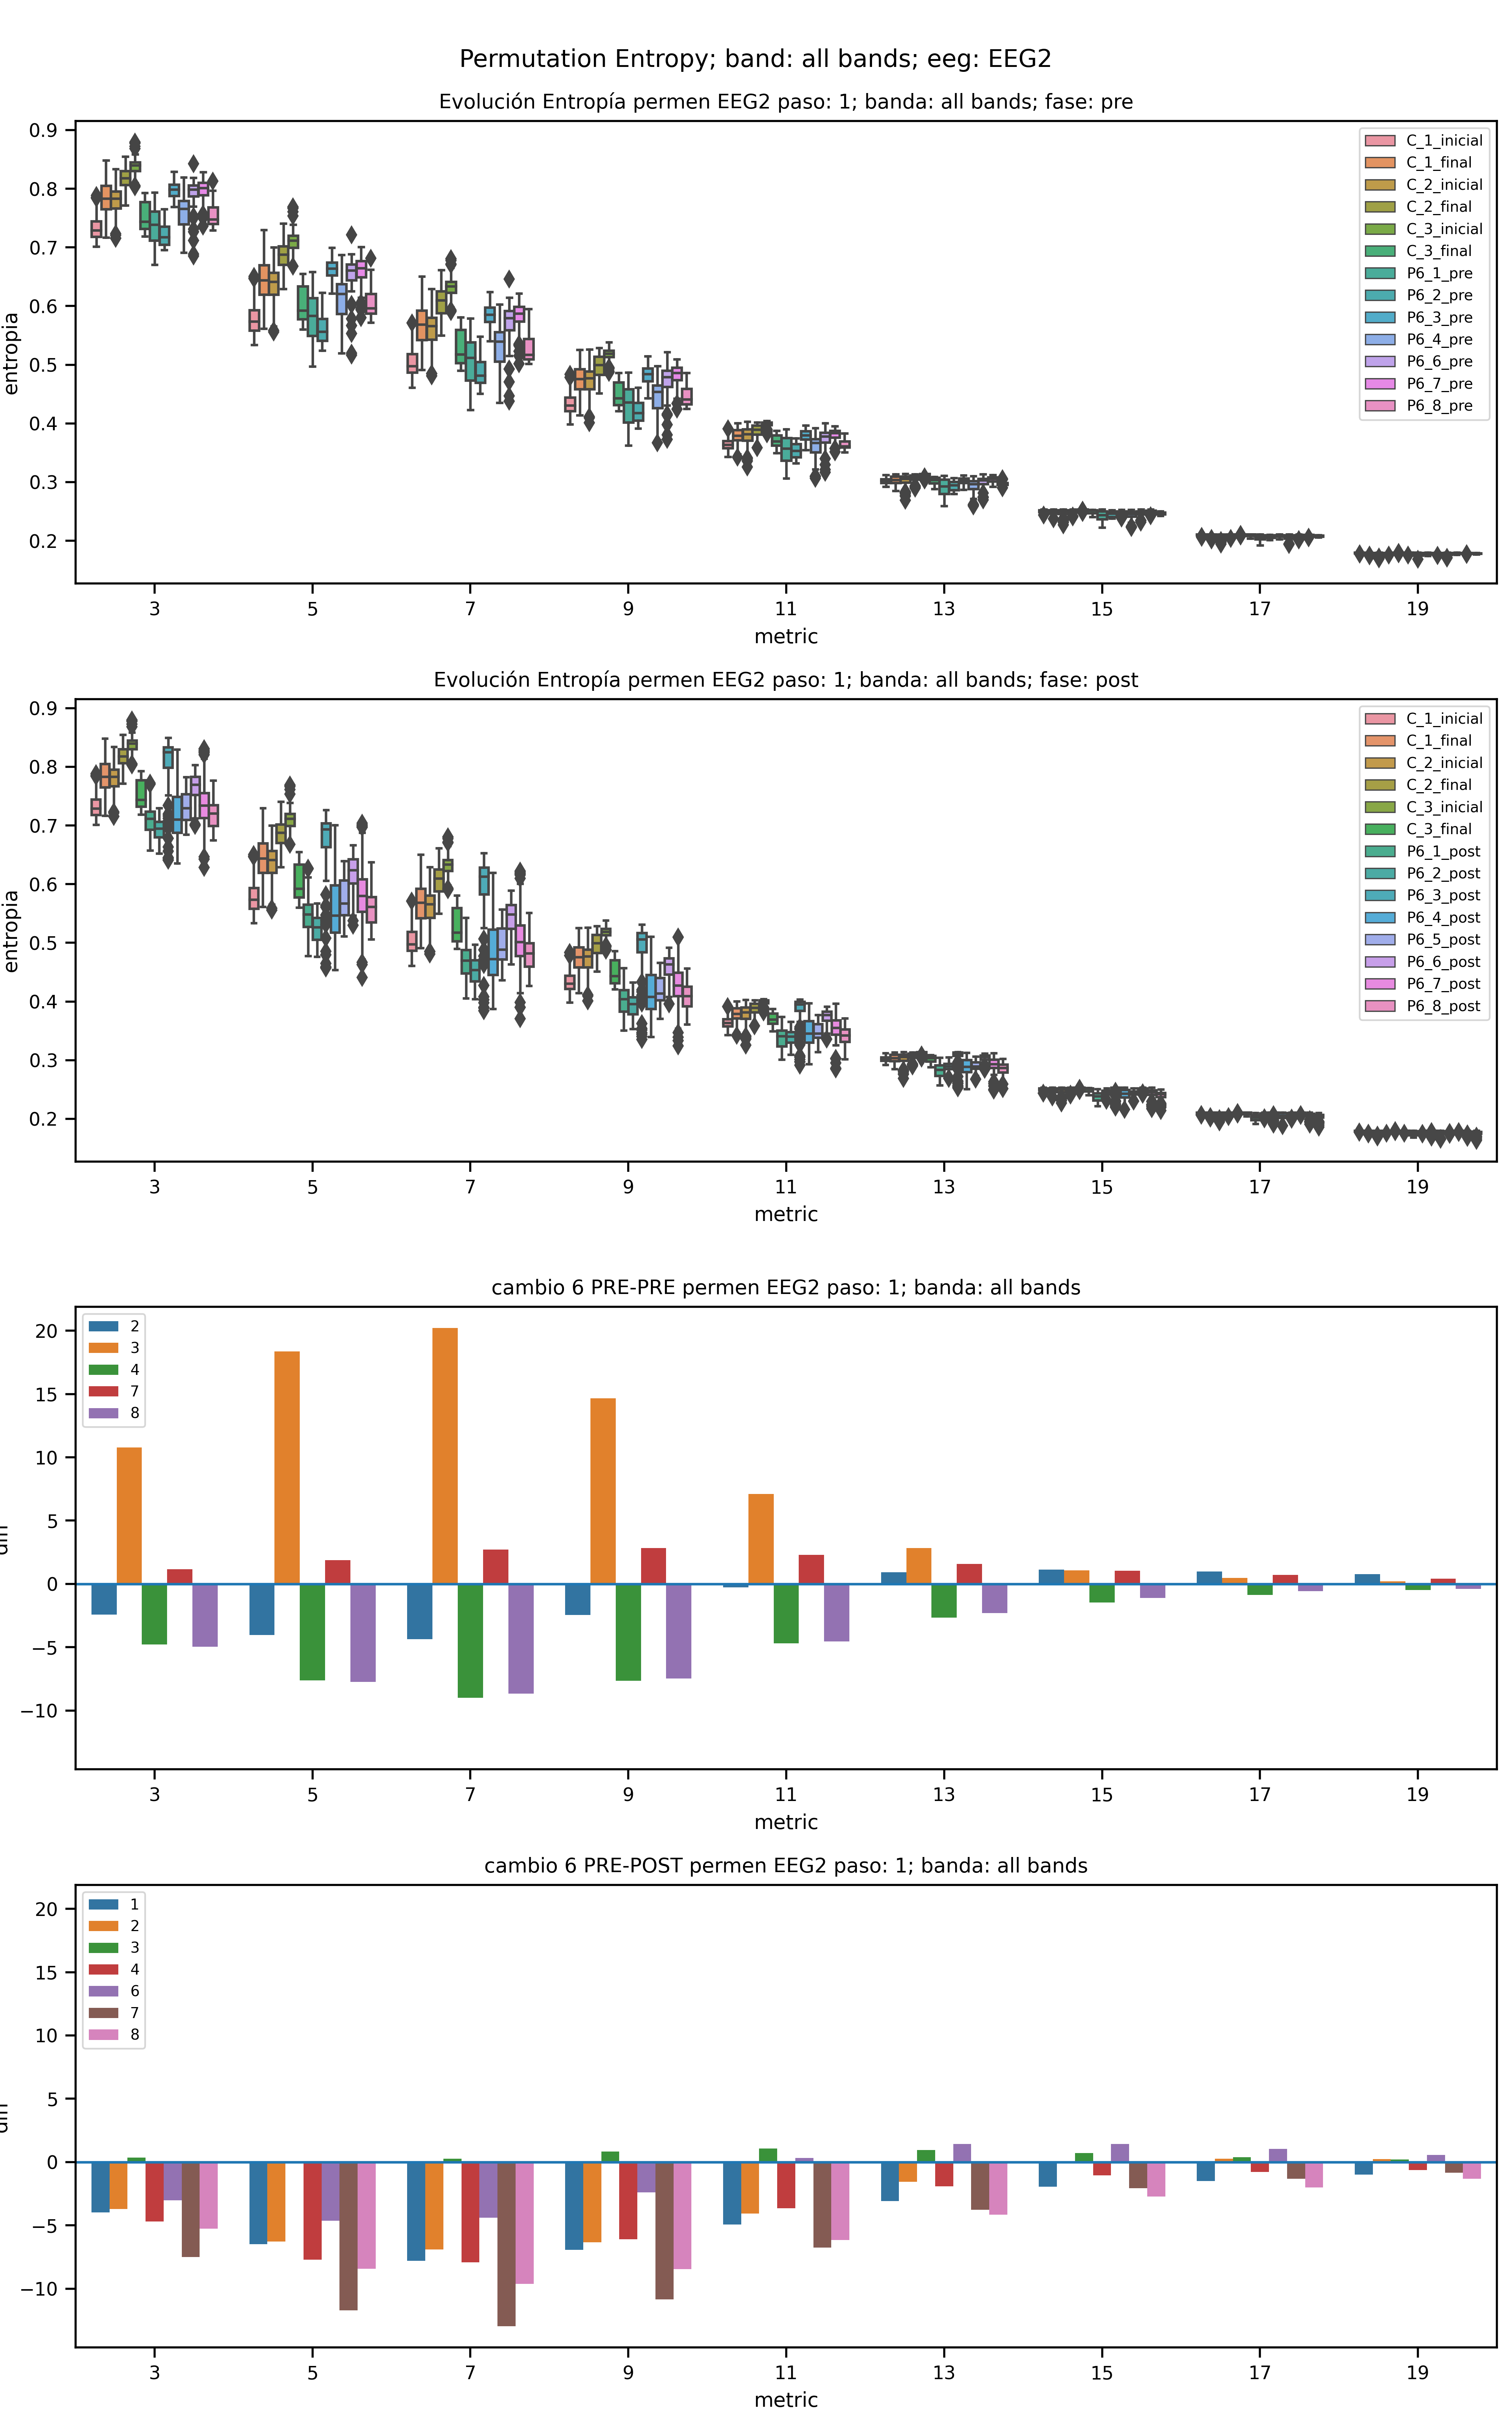 Permutation Entropy; band: all bands; eeg: EEG2
Evolución Entropía permen EEG2 paso: 1; banda: all bands; fase: pre
0.9
0.8
0.7
0.6
0.5
0.4
0.3
0.2
entropia
C_1_inicial
C_1_final
C_2_inicial
C_2_final
C_3_inicial
C_3_final
P6_1_pre
P6_2_pre
P6_3_pre
P6_4_pre
P6_6_pre
P6_7_pre
P6_8_pre
3 5 7 9 11 13 15 17 19
metric
Evolución Entropía permen EEG2 paso: 1; banda: all bands; fase: post
0.9
0.8
0.7
0.6
0.5
0.4
0.3
0.2
entropia
C_1_inicial
C_1_final
C_2_inicial
C_2_final
C_3_inicial
C_3_final
P6_1_post
P6_2_post
P6_3_post
P6_4_post
P6_5_post
P6_6_post
P6_7_post
P6_8_post
3 5 7 9 11 13 15 17 19
metric
cambio 6 PRE-PRE permen EEG2 paso: 1; banda: all bands
20
15
10
5
0
−5
−10
2
3
4
7
8
3 5 7 9 11 13 15 17 19
metric
cambio 6 PRE-POST permen EEG2 paso: 1; banda: all bands
20
15
10
5
0
−5
−10
1
2
3
4
6
7
8
3 5 7 9 11 13 15 17 19
metric